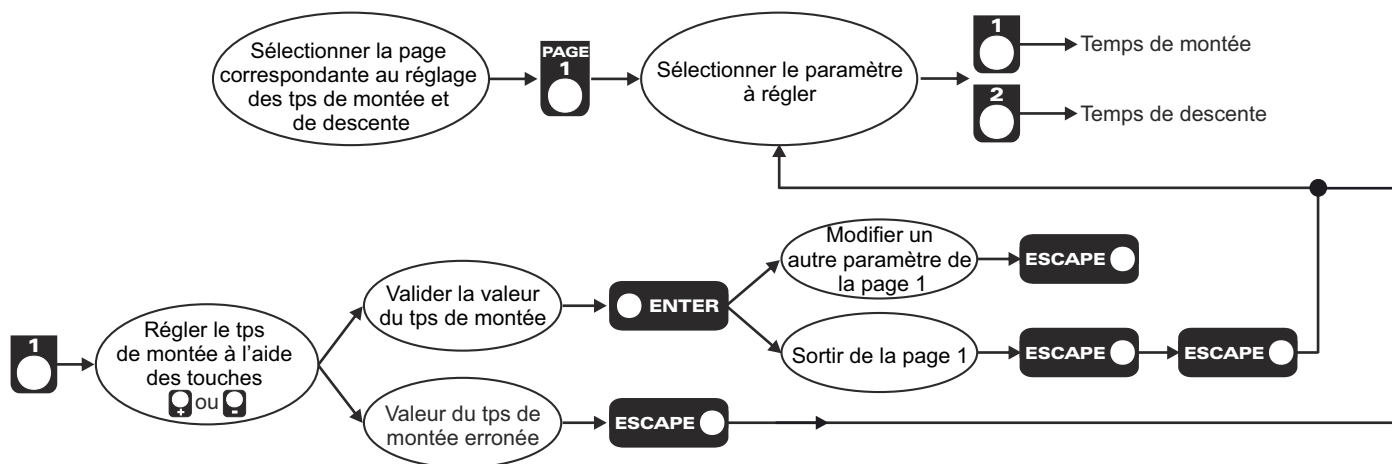 Sélectionner la page
correspondante au réglage
des tps de montée et
de descente
PAGE
1
Sélectionner le paramètre
à régler
1
Temps de montée
2
Temps de descente
1
Régler le tps
de montée à l’aide
des touches
+ ou -
Valider la valeur
du tps de montée
ENTER
Modifier un
autre paramètre de
la page 1
ESCAPE
Sortir de la page 1
ESCAPE
ESCAPE
Valeur du tps de
montée erronée
ESCAPE